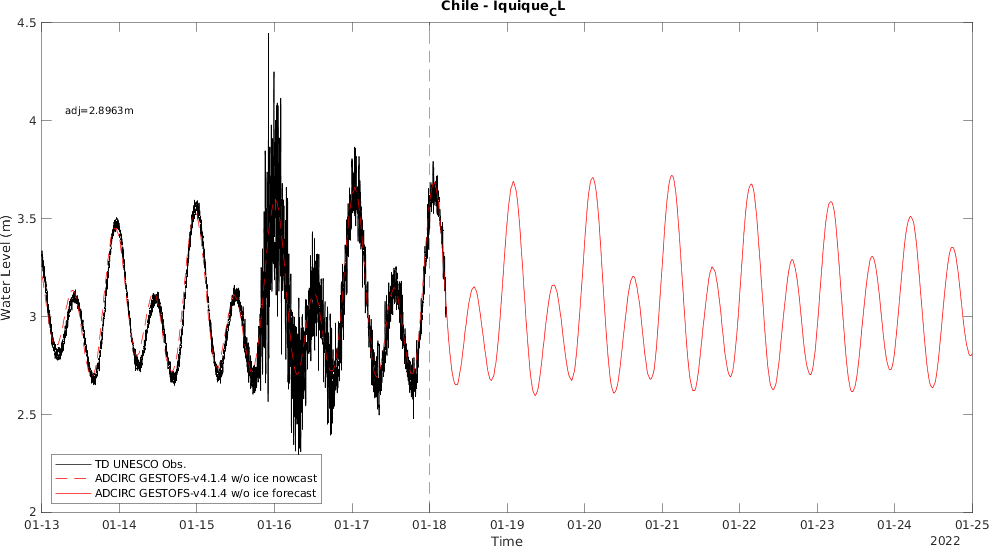 Chile - Iquique_CL
4.5
4
3.5
3
2.5
2
Water Level (m)
adj=2.8963m
TD UNESCO Obs.
ADCIRC GESTOFS-v4.1.4 w/o ice nowcast
ADCIRC GESTOFS-v4.1.4 w/o ice forecast
01-13 01-14 01-15 01-16 01-17 01-18 01-19 01-20 01-21 01-22 01-23 01-24 01-25
Time
2022